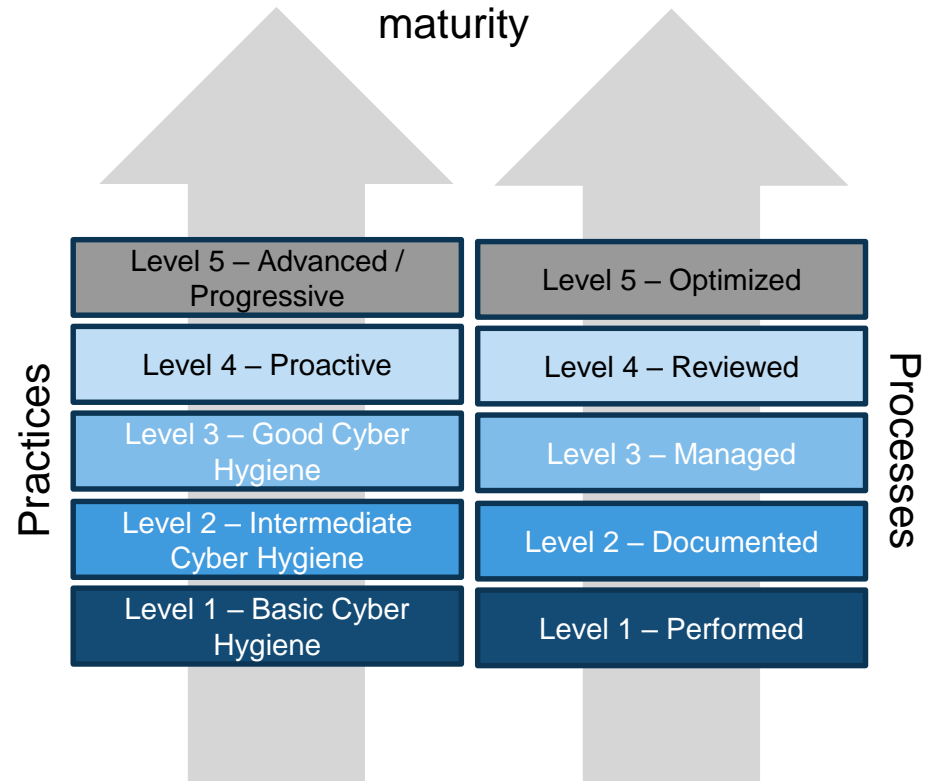 maturity
Practices
Level 5 – Advanced /
Progressive
Level 4 – Proactive
Level 3 – Good Cyber
Hygiene
Level 2 – Intermediate
Cyber Hygiene
Level 1 – Basic Cyber
Hygiene
Level 5 – Optimized
Level 4 – Reviewed
Level 3 – Managed
Level 2 – Documented
Level 1 – Performed
Processes